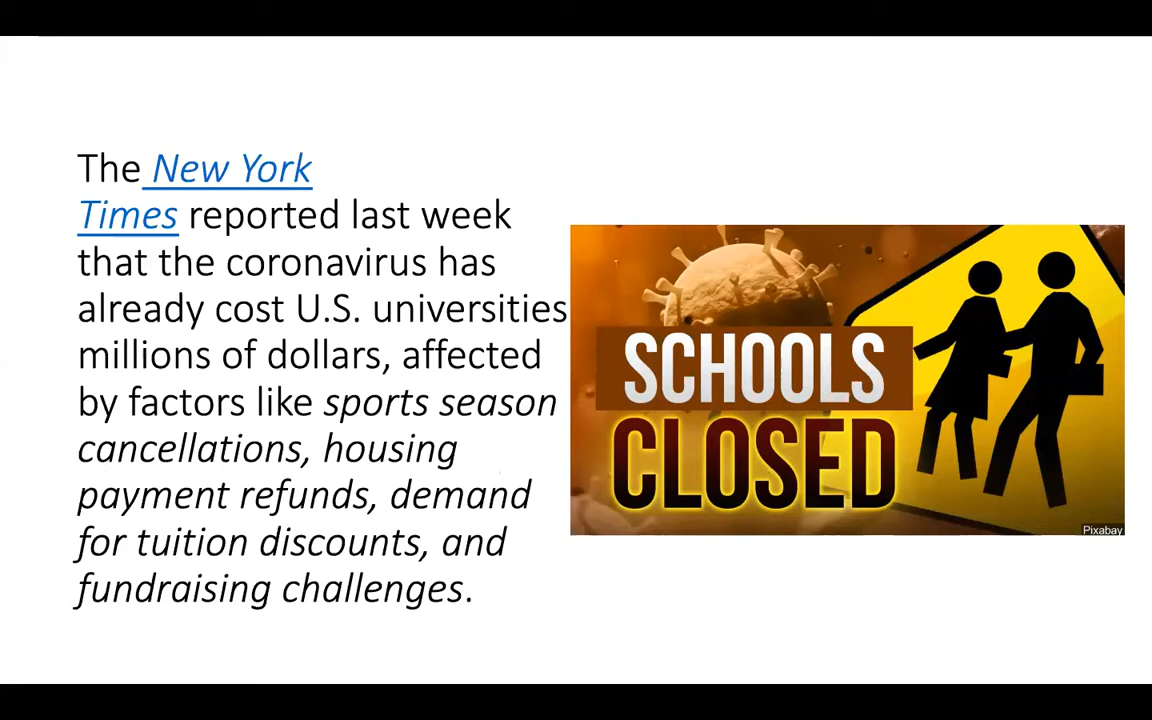 The New York
Times reported last week
that the coronavirus has
already cost U.S. universities
millions of dollars, affected
by factors like sports season
cancellations, housing
payment refunds, demand
for tuition discounts, and
fundraising challenges.
SCHOOLS
CLOSED
Pixabay